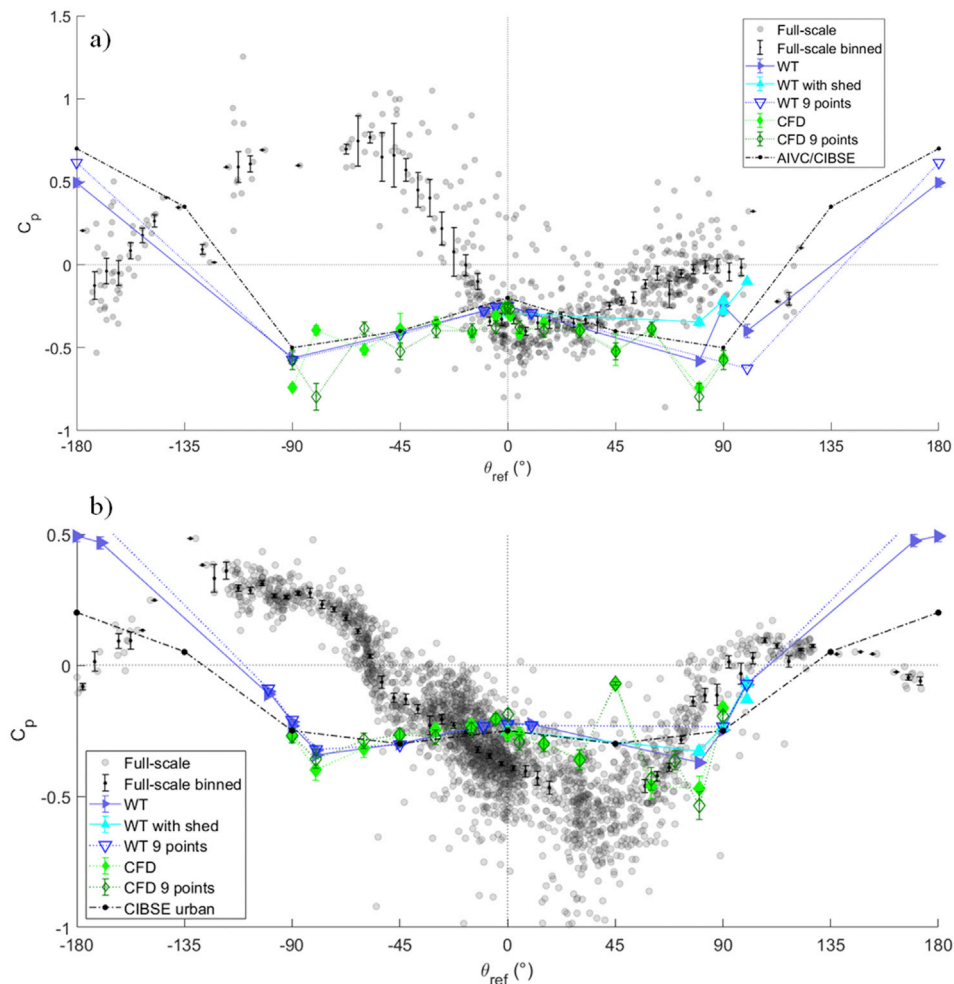 a)
1.5
1
0.5
0
-0.5
-1
C_p
-180
-135
-90
-45
0
45
90
135
180
θ_ref (°)
Full-scale
Full-scale binned
WT
WT with shed
WT 9 points
CFD
CFD 9 points
AIVC/CIBSE
b)
0.5
0
-0.5
-1
C_p
-180
-135
-90
-45
0
45
90
135
180
θ_ref (°)
Full-scale
Full-scale binned
WT
WT with shed
WT 9 points
CFD
CFD 9 points
CIBSE urban